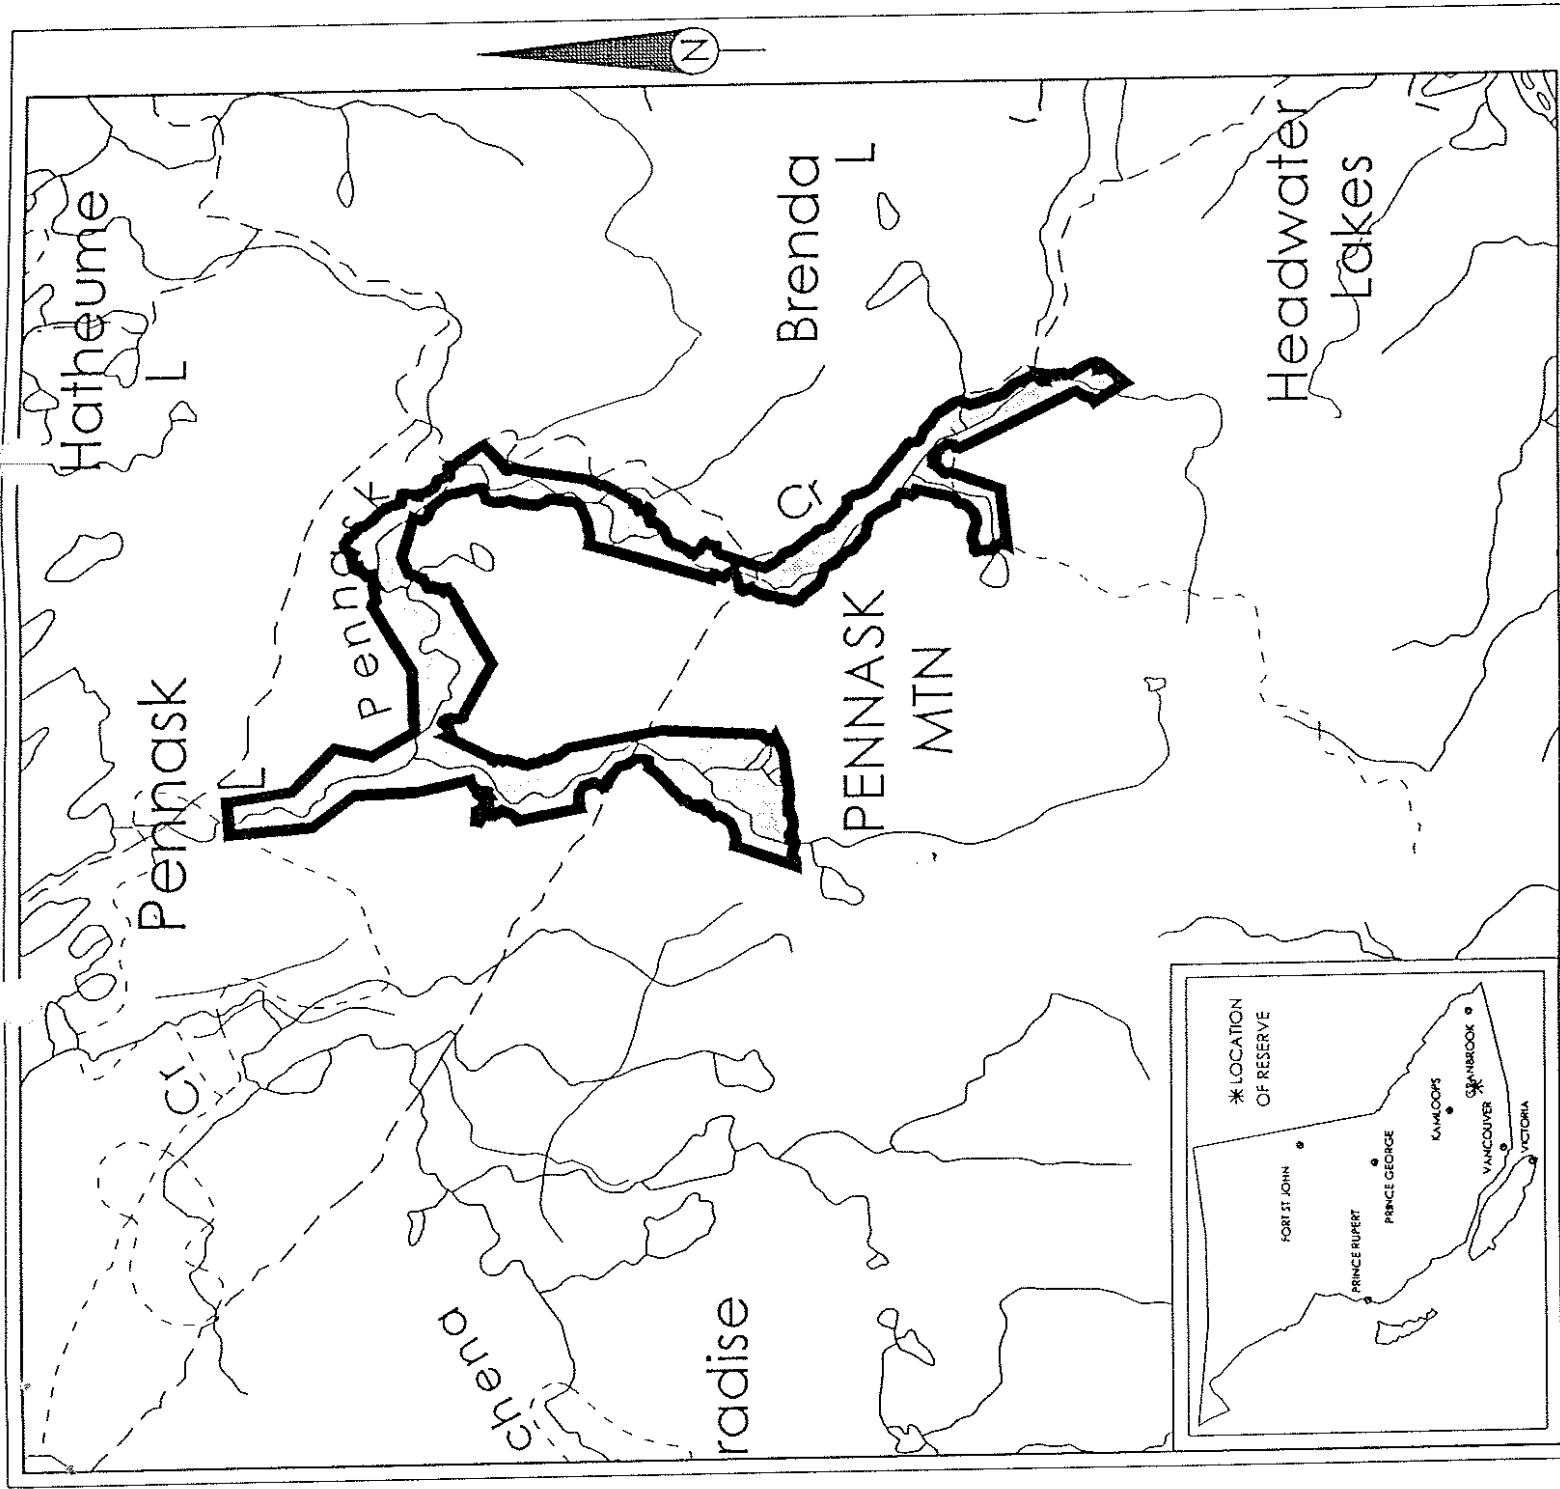 N
Hatheume
L
Pennask
L
Pennask
Cr
Brenda
L
Cr
PENNASK
MTN
Headwater
Lakes
chena
radise
✳ LOCATION
OF RESERVE
FORT ST JOHN
PRINCE RUPERT
PRINCE GEORGE
KAMLOOPS
CRANBROOK
VANCOUVER
VICTORIA